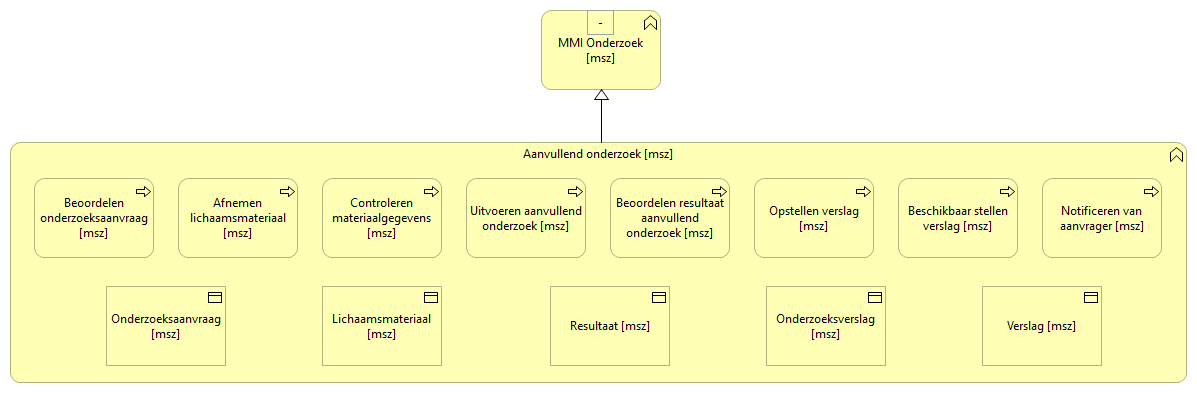 -
MMI Onderzoek
[msz]
Aanvullend onderzoek [msz]
Beoordelen
onderzoeksaanvraag
[msz]
Afnemen
lichaamsmateriaal
[msz]
Controleren
materiaalgegevens
[msz]
Uitvoeren aanvullend
onderzoek [msz]
Beoordelen resultaat
aanvullend
onderzoek [msz]
Opstellen verslag
[msz]
Beschikbaar stellen
verslag [msz]
Notificeren van
aanvrager [msz]
Onderzoeksaanvraag
[msz]
Lichaamsmateriaal
[msz]
Resultaat [msz]
Onderzoeksverslag
[msz]
Verslag [msz]